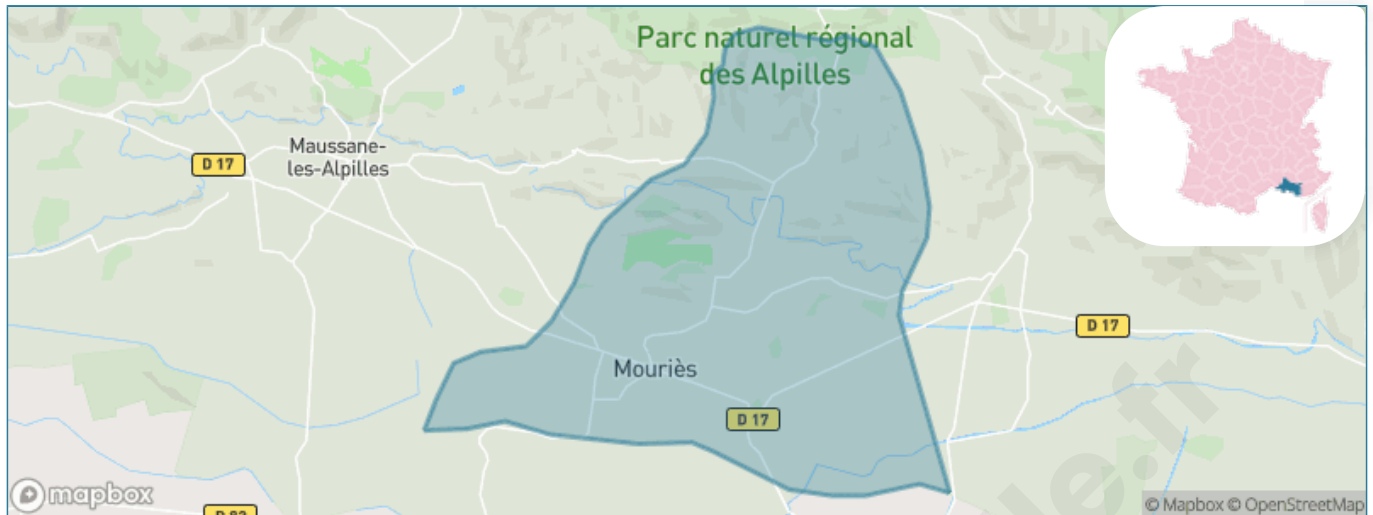 Parc naturel régional
des Alpilles
Maussane-
les-Alpilles
D 17
D 17
Mouriès
D 17
mapbox
© Mapbox © OpenStreetMap